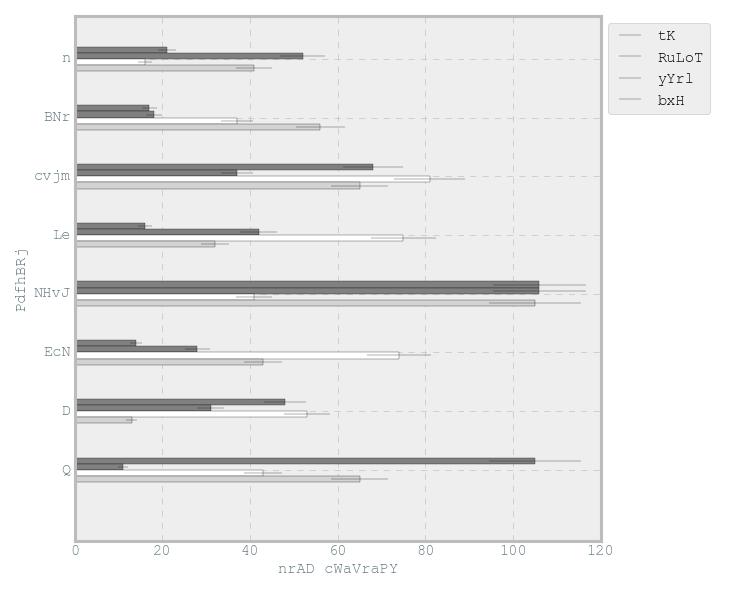 tK
RuLoT
yYrl
bxH
n
BNr
cvjm
Le
NHvJ
EcN
D
Q
PdfhBRj
0 20 40 60 80 100 120
nrAD cWaVraPY